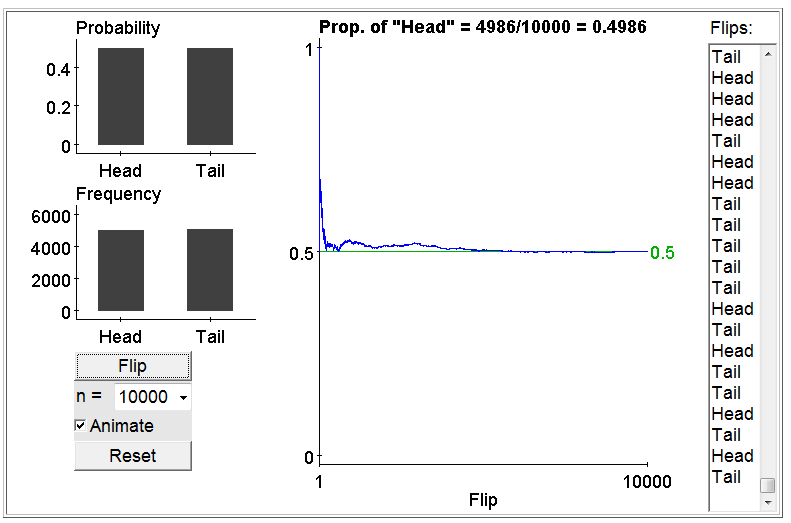 Probability
0.4
0.2
0
Head Tail
Frequency
6000
4000
2000
0
Head Tail
Flip
n = 10000
Animate
Reset
Prop. of "Head" = 4986/10000 = 0.4986
1
0.5
0.5
0
1 10000
Flip
Flips:
Tail
Head
Head
Head
Tail
Head
Head
Tail
Tail
Tail
Tail
Tail
Head
Tail
Head
Tail
Tail
Head
Tail
Head
Tail